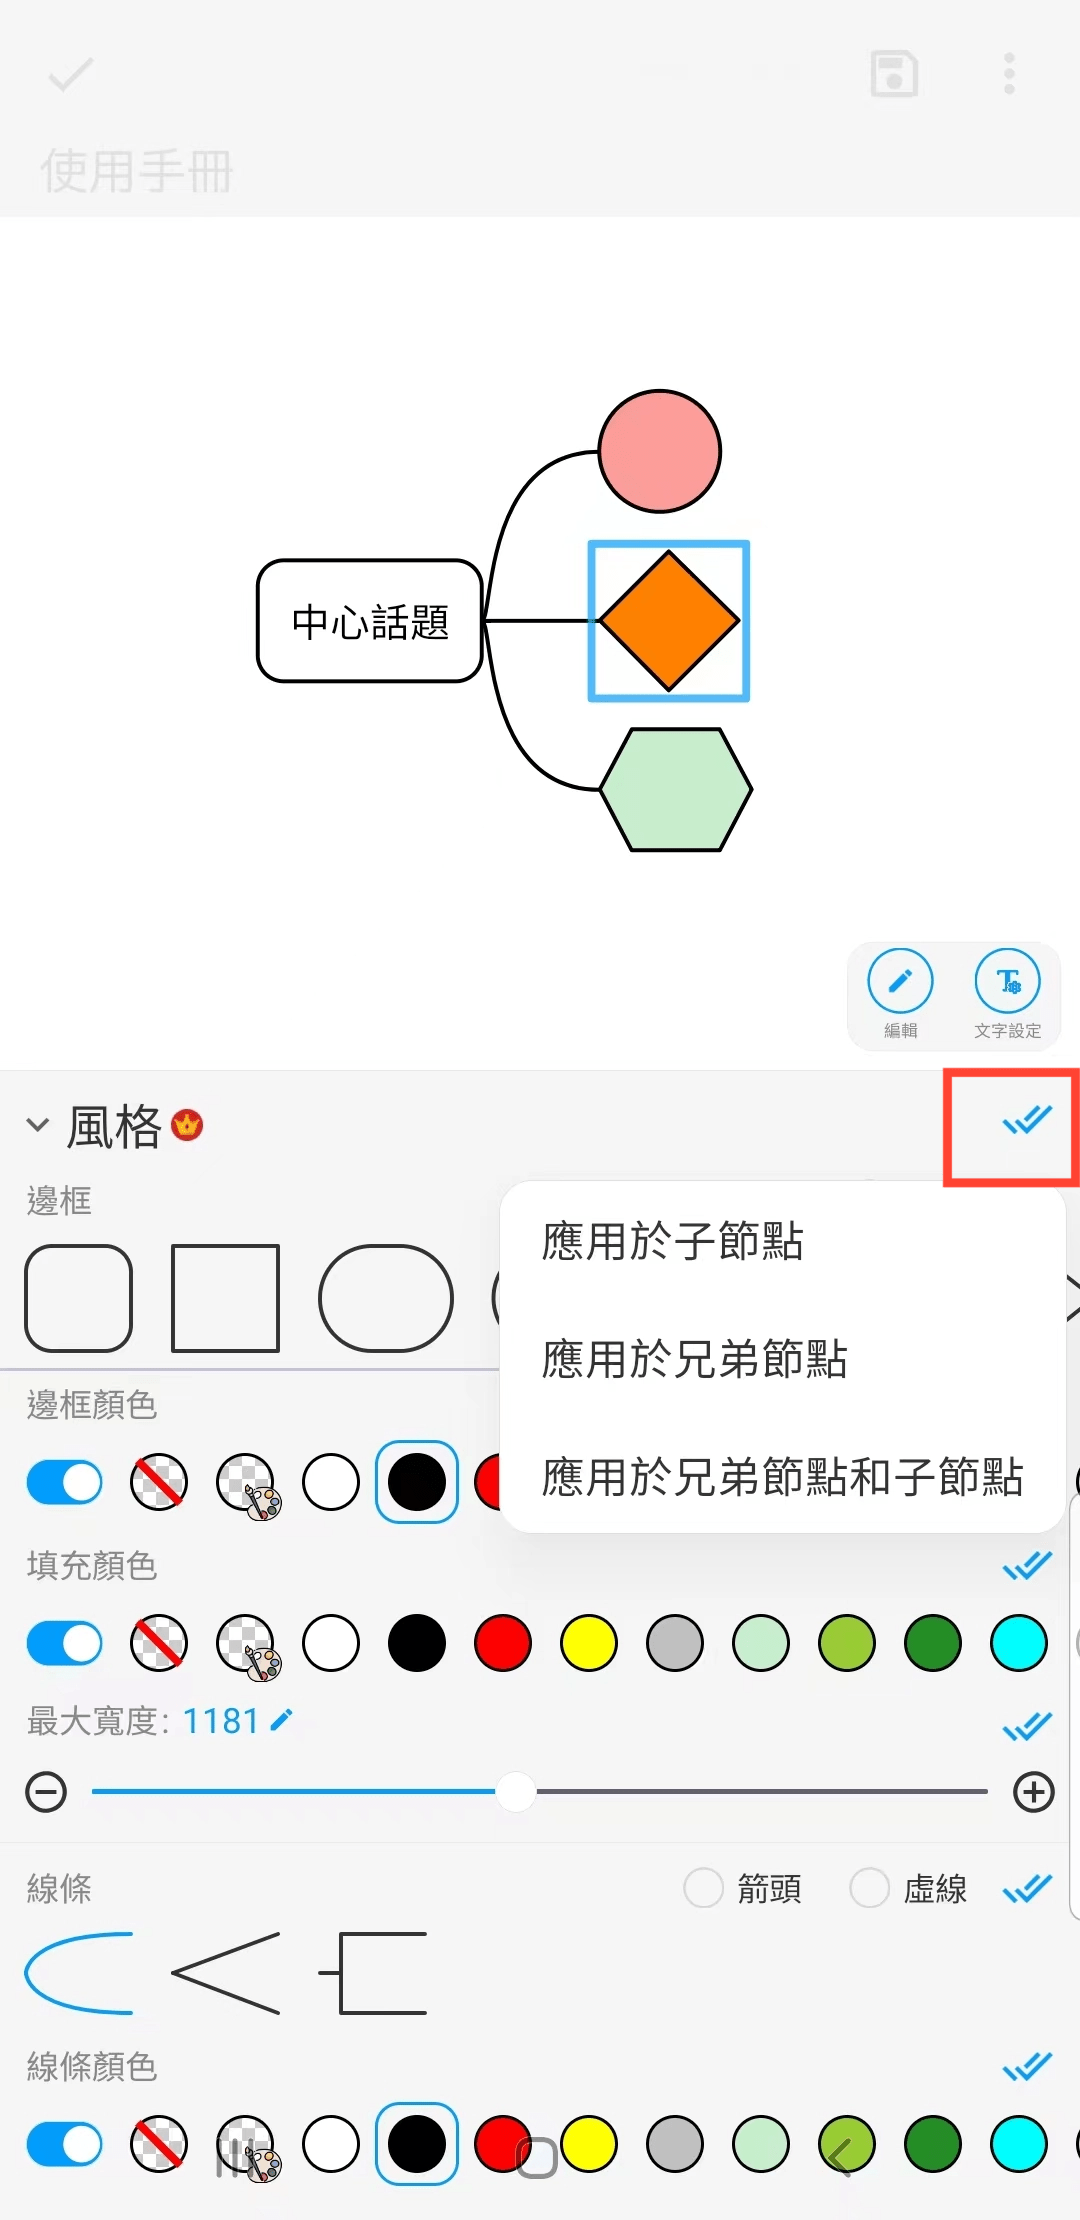 使用手冊
中心話題
編輯
文字設定
風格
邊框
應用於子節點
應用於兄弟節點
應用於兄弟節點和子節點
邊框顏色
填充顏色
最大寬度: 1181
線條
箭頭
虛線
線條顏色